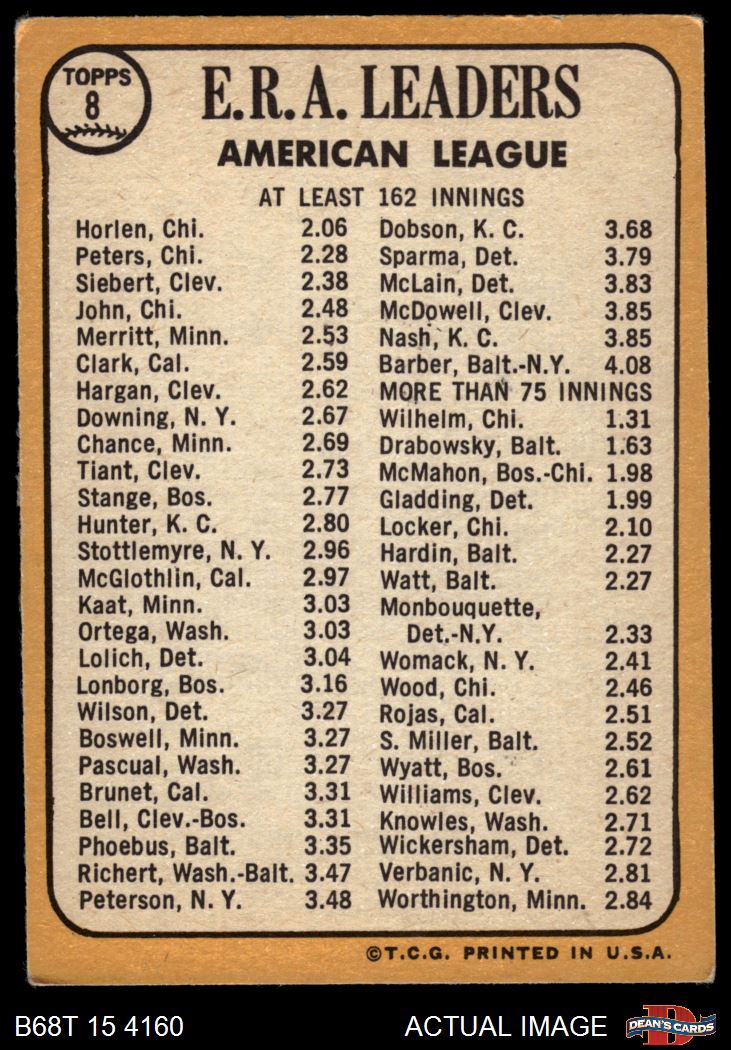 TOPPS
8
E.R.A. LEADERS
AMERICAN LEAGUE
AT LEAST 162 INNINGS
Horlen, Chi. 2.06
Peters, Chi. 2.28
Siebert, Clev. 2.38
John, Chi. 2.48
Merritt, Minn. 2.53
Clark, Cal. 2.59
Hargan, Clev. 2.62
Downing, N. Y. 2.67
Chance, Minn. 2.69
Tiant, Clev. 2.73
Stange, Bos. 2.77
Hunter, K. C. 2.80
Stottlemyre, N. Y. 2.96
McGlothlin, Cal. 2.97
Kaat, Minn. 3.03
Ortega, Wash. 3.03
Lolich, Det. 3.04
Lonborg, Bos. 3.16
Wilson, Det. 3.27
Boswell, Minn. 3.27
Pascual, Wash. 3.27
Brunet, Cal. 3.31
Bell, Clev.-Bos. 3.31
Phoebus, Balt. 3.35
Richert, Wash.-Balt. 3.47
Peterson, N. Y. 3.48
Dobson, K. C. 3.68
Sparma, Det. 3.79
McLain, Det. 3.83
McDowell, Clev. 3.85
Nash, K. C. 3.85
Barber, Balt.-N.Y. 4.08
MORE THAN 75 INNINGS
Wilhelm, Chi. 1.31
Drabowsky, Balt. 1.63
McMahon, Bos.-Chi. 1.98
Gladding, Det. 1.99
Locker, Chi. 2.10
Hardin, Balt. 2.27
Watt, Balt. 2.27
Monbouquette,
Det.-N.Y. 2.33
Womack, N. Y. 2.41
Wood, Chi. 2.46
Rojas, Cal. 2.51
S. Miller, Balt. 2.52
Wyatt, Bos. 2.61
Williams, Clev. 2.62
Knowles, Wash. 2.71
Wickersham, Det. 2.72
Verbanic, N. Y. 2.81
Worthington, Minn. 2.84
©T.C.G. PRINTED IN U.S.A.
B68T 15 4160
ACTUAL IMAGE
D
DEAN'S CARDS